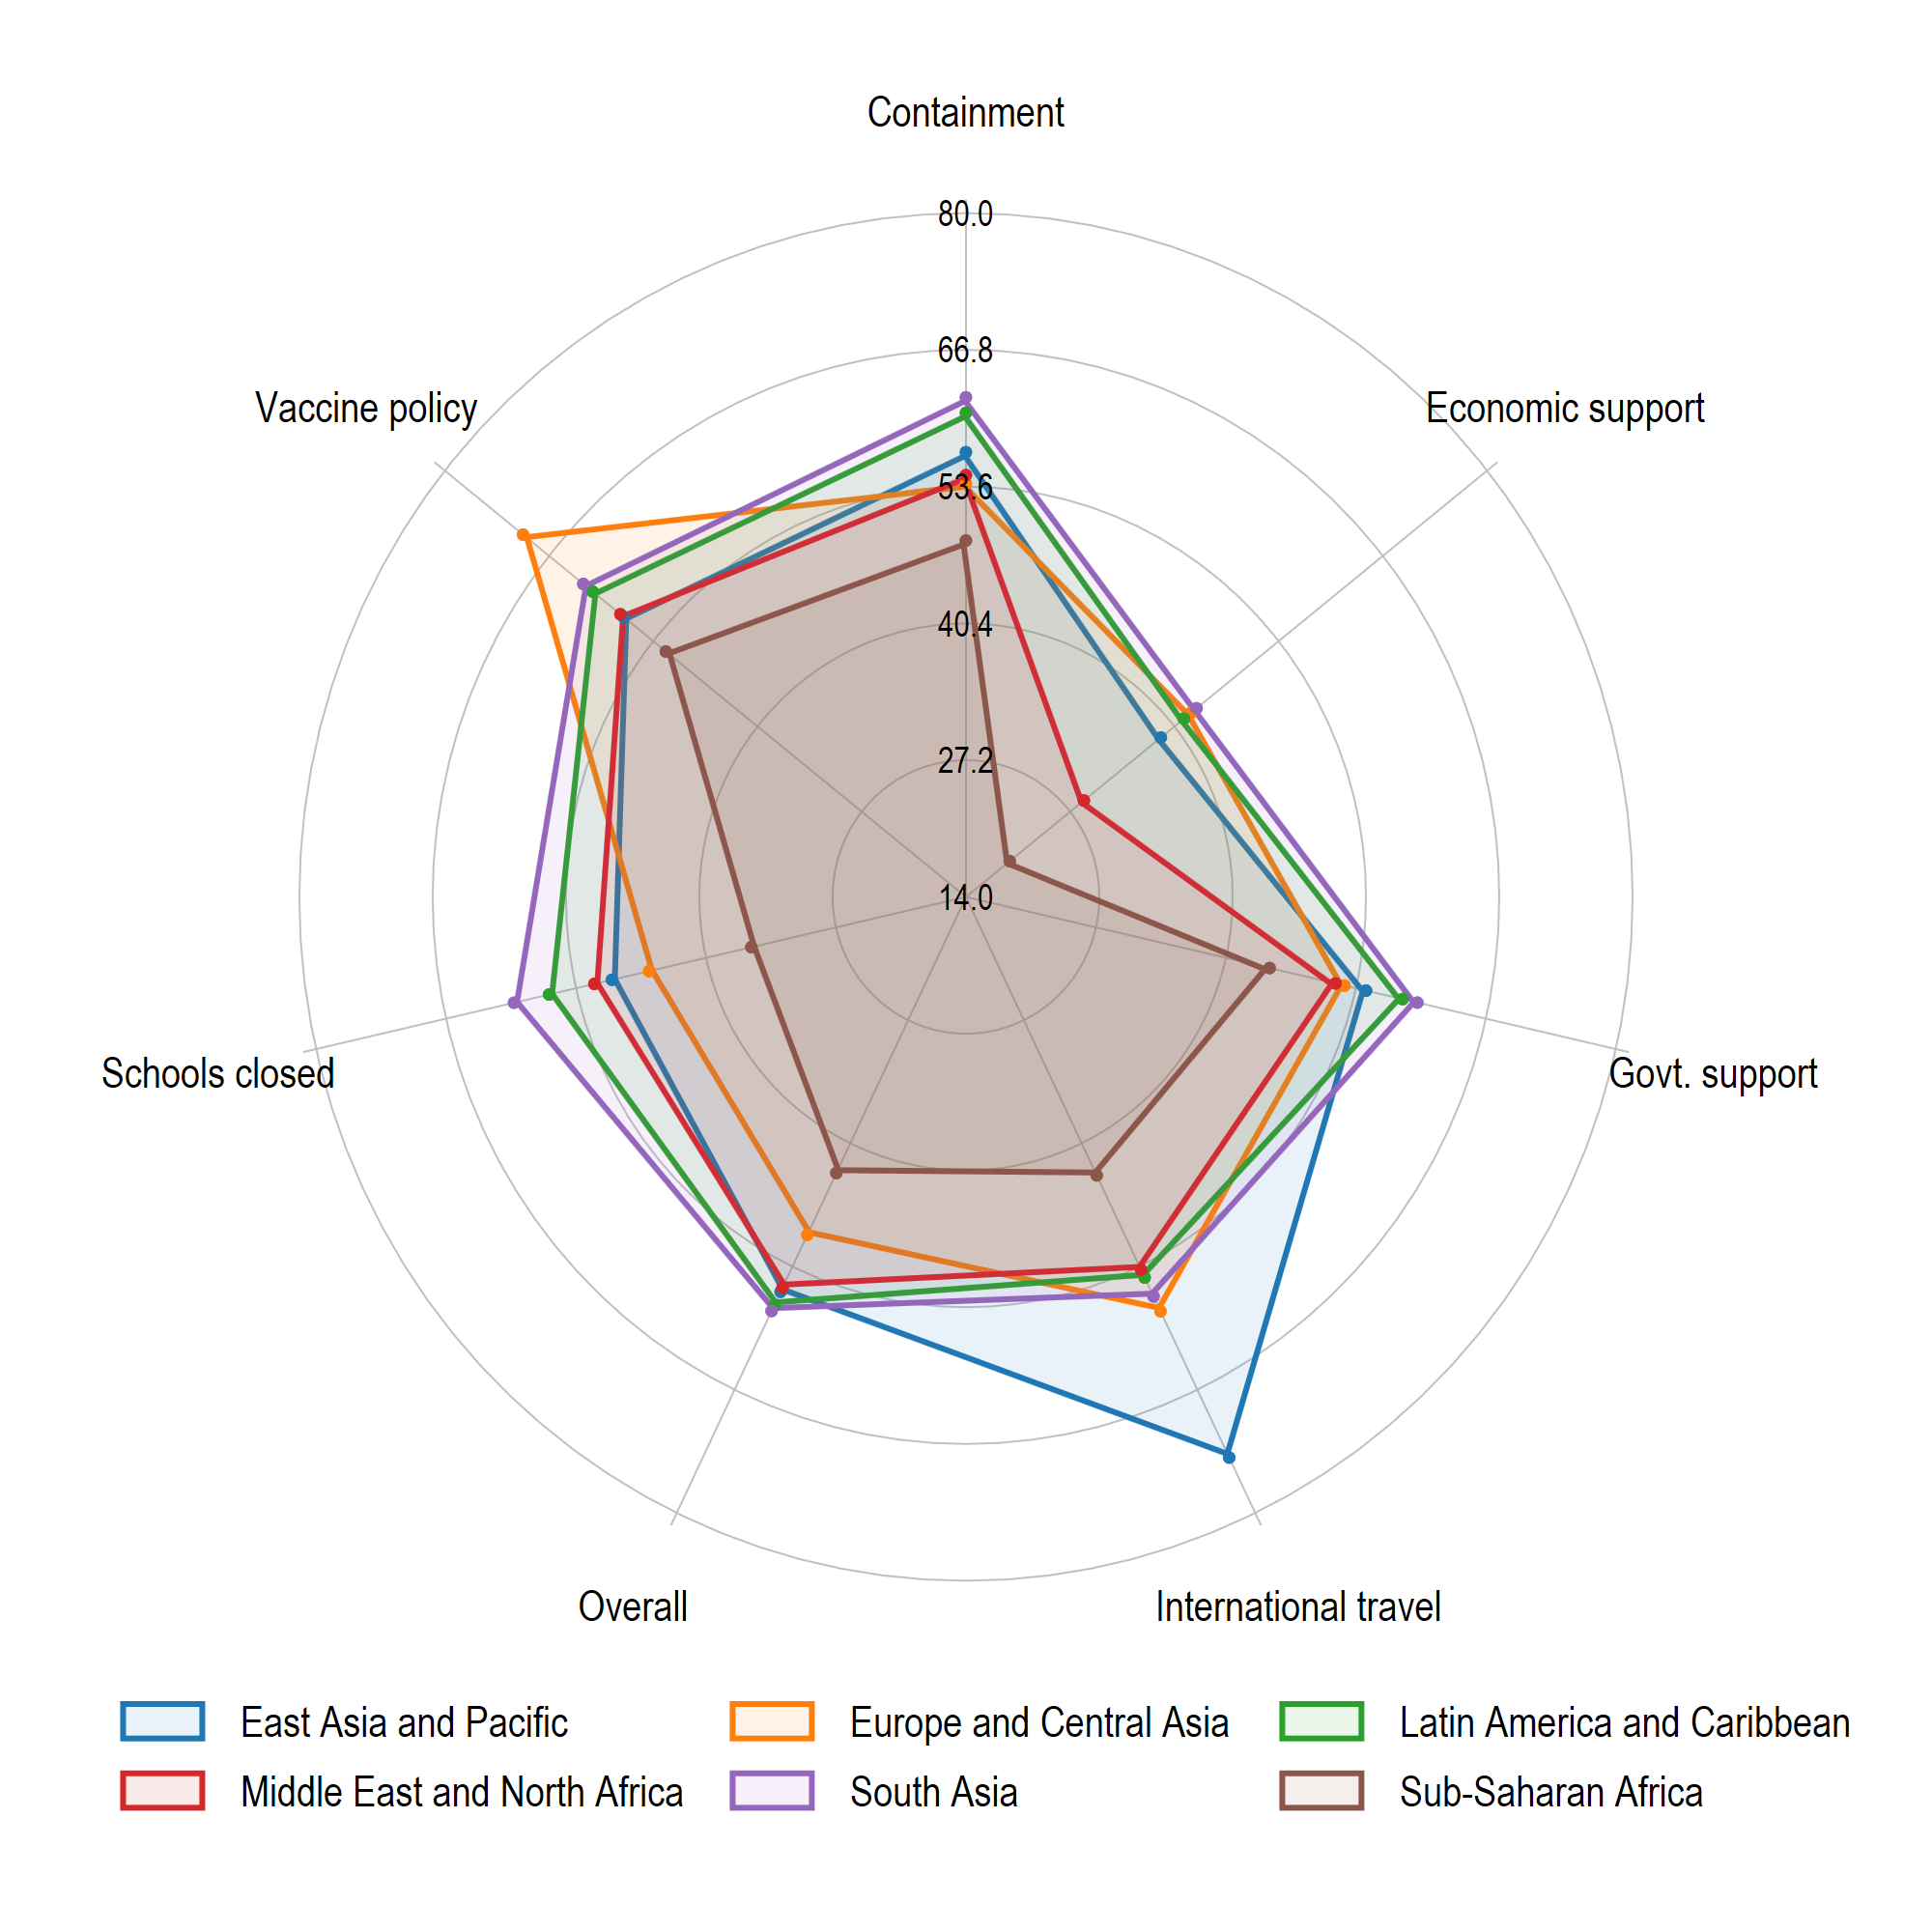 Containment
80.0
66.8
Vaccine policy
Economic support
53.6
40.4
27.2
14.0
Schools closed
Govt. support
Overall
International travel
East Asia and Pacific
Europe and Central Asia
Latin America and Caribbean
Middle East and North Africa
South Asia
Sub-Saharan Africa